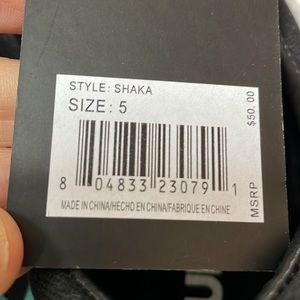 STYLE: SHAKA
SIZE: 5
8 04833 23079 1
MADE IN CHINA/HECHO EN CHINA/FABRIQUE EN CHINE
MSRP $50.00